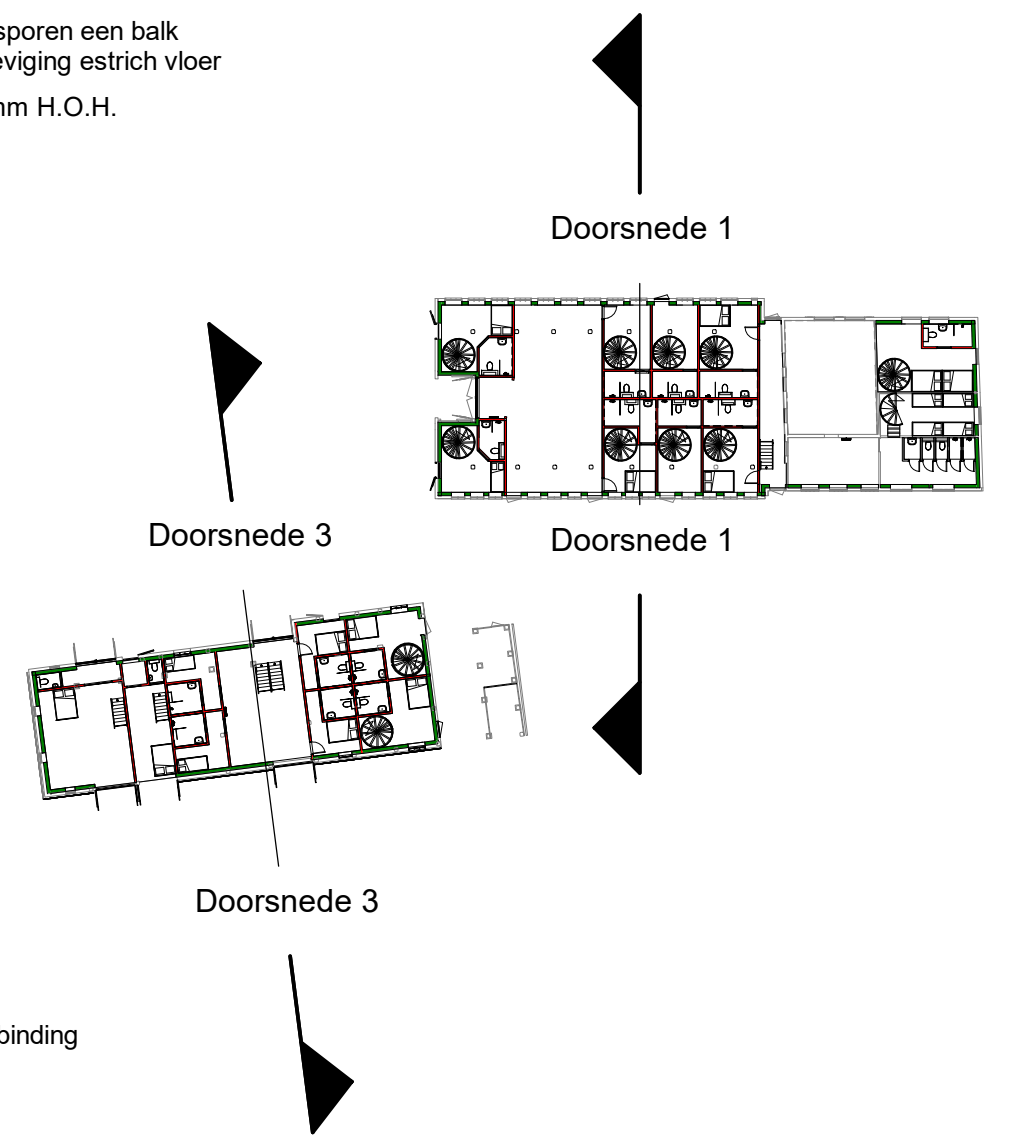 sporen een balk
eviging estrich vloer
mm H.O.H.
Doorsnede 1
Doorsnede 3
Doorsnede 1
Doorsnede 3
binding